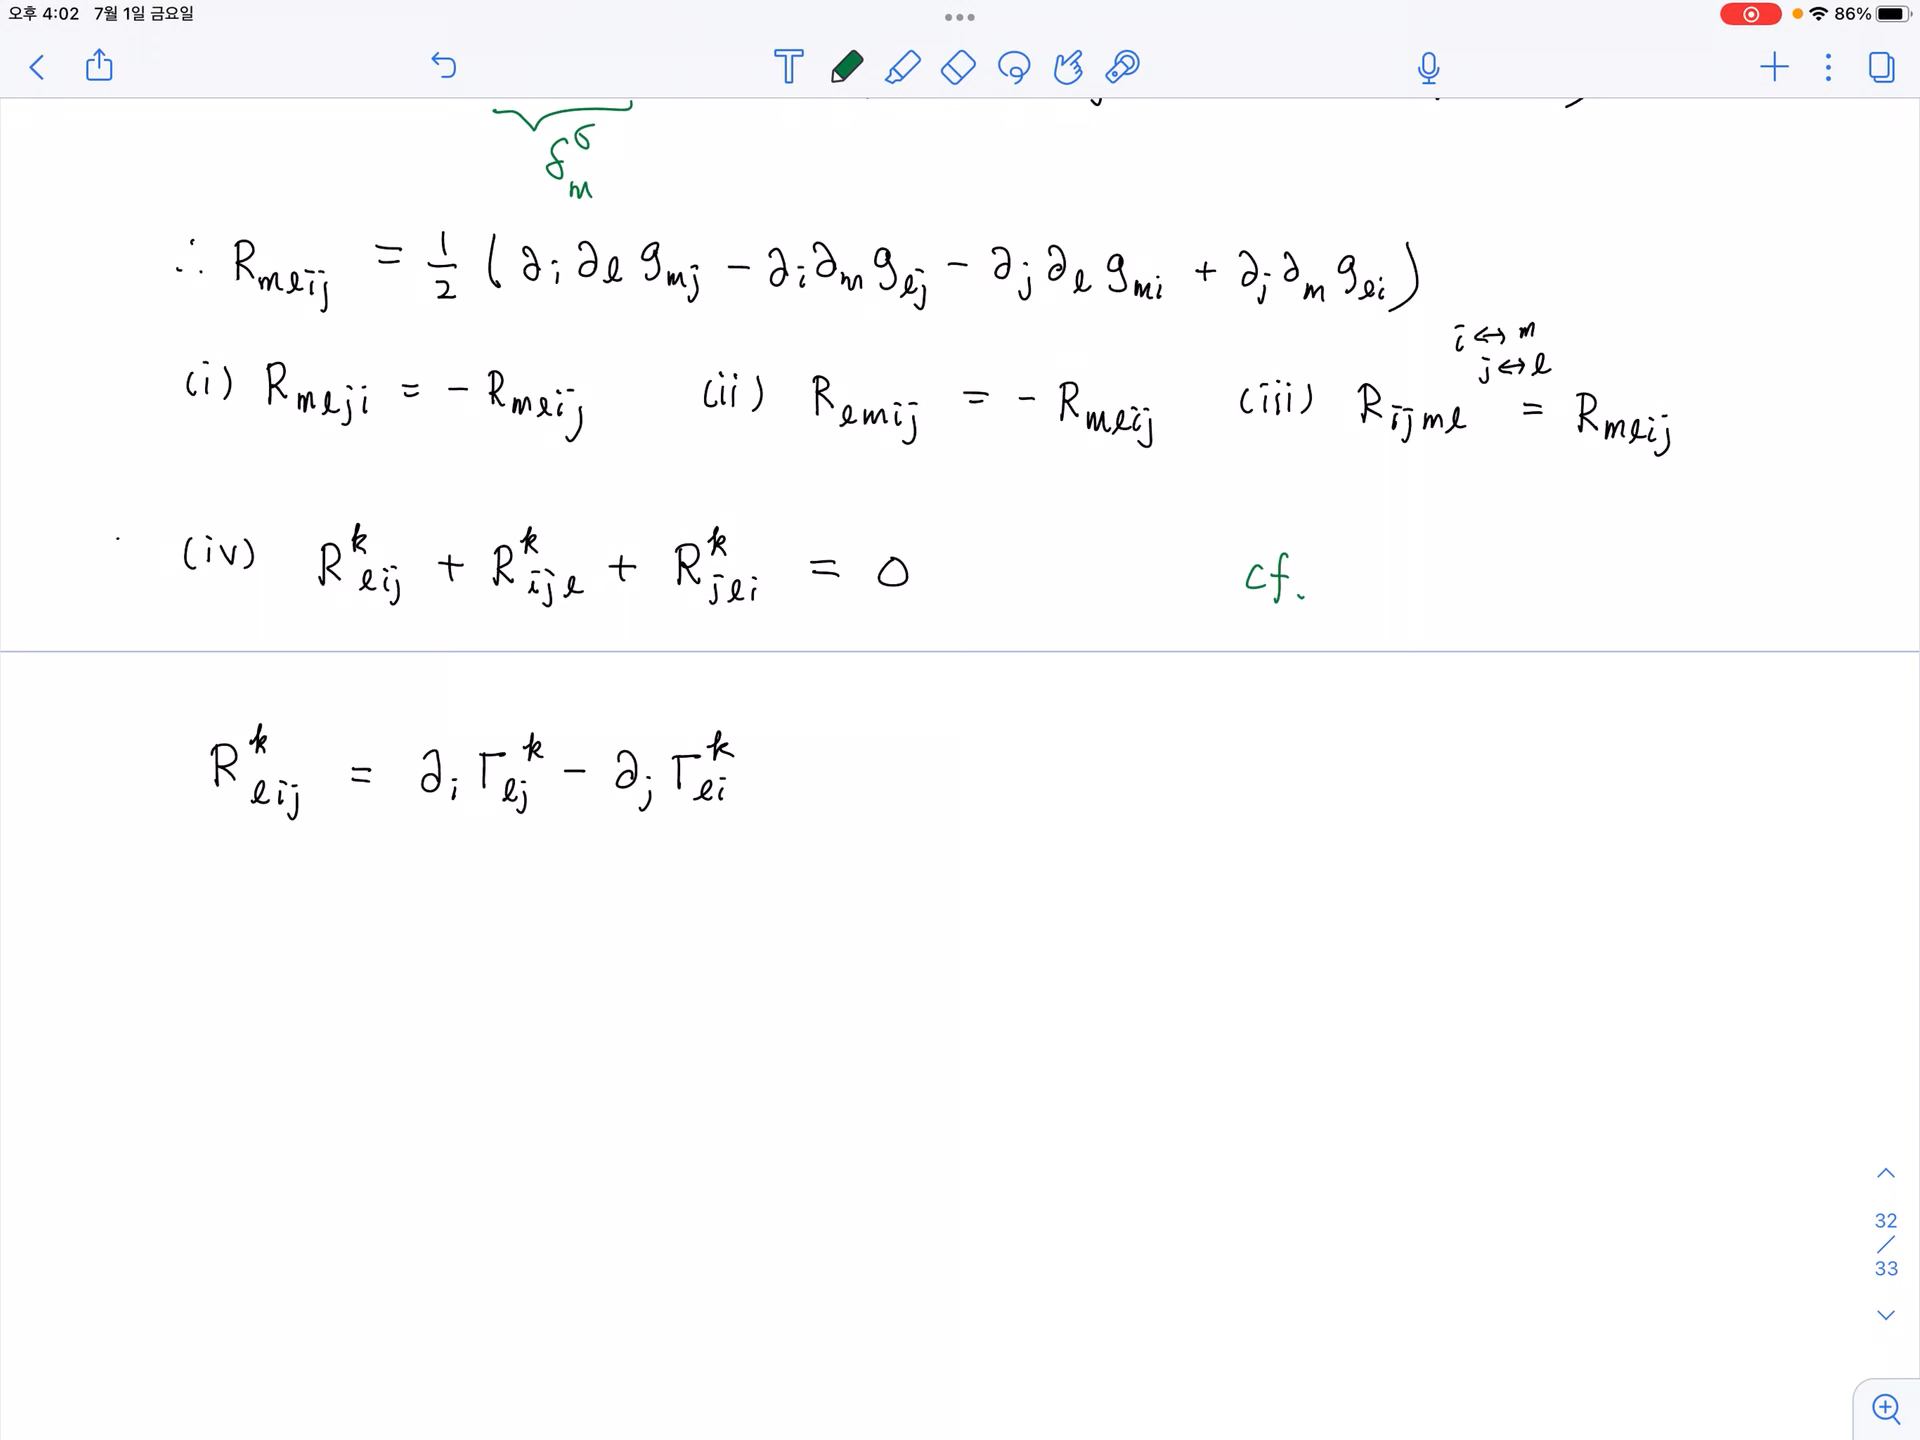 오후 4:02 7월 1일 금요일 86%
T
δ^σ_m
∴ R_{mℓij} = 1/2 ( ∂_i ∂_ℓ g_{mj} − ∂_i ∂_m g_{ℓj} − ∂_j ∂_ℓ g_{mi} + ∂_j ∂_m g_{ℓi} )
i ↔ m
j ↔ ℓ
(i) R_{mℓji} = − R_{mℓij} (ii) R_{ℓmij} = − R_{mℓij} (iii) R_{ijmℓ} = R_{mℓij}
(iv) R^k_{ℓij} + R^k_{ijℓ} + R^k_{jℓi} = 0 cf.
R^k_{ℓij} = ∂_i Γ^k_{ℓj} − ∂_j Γ^k_{ℓi}
32
/
33